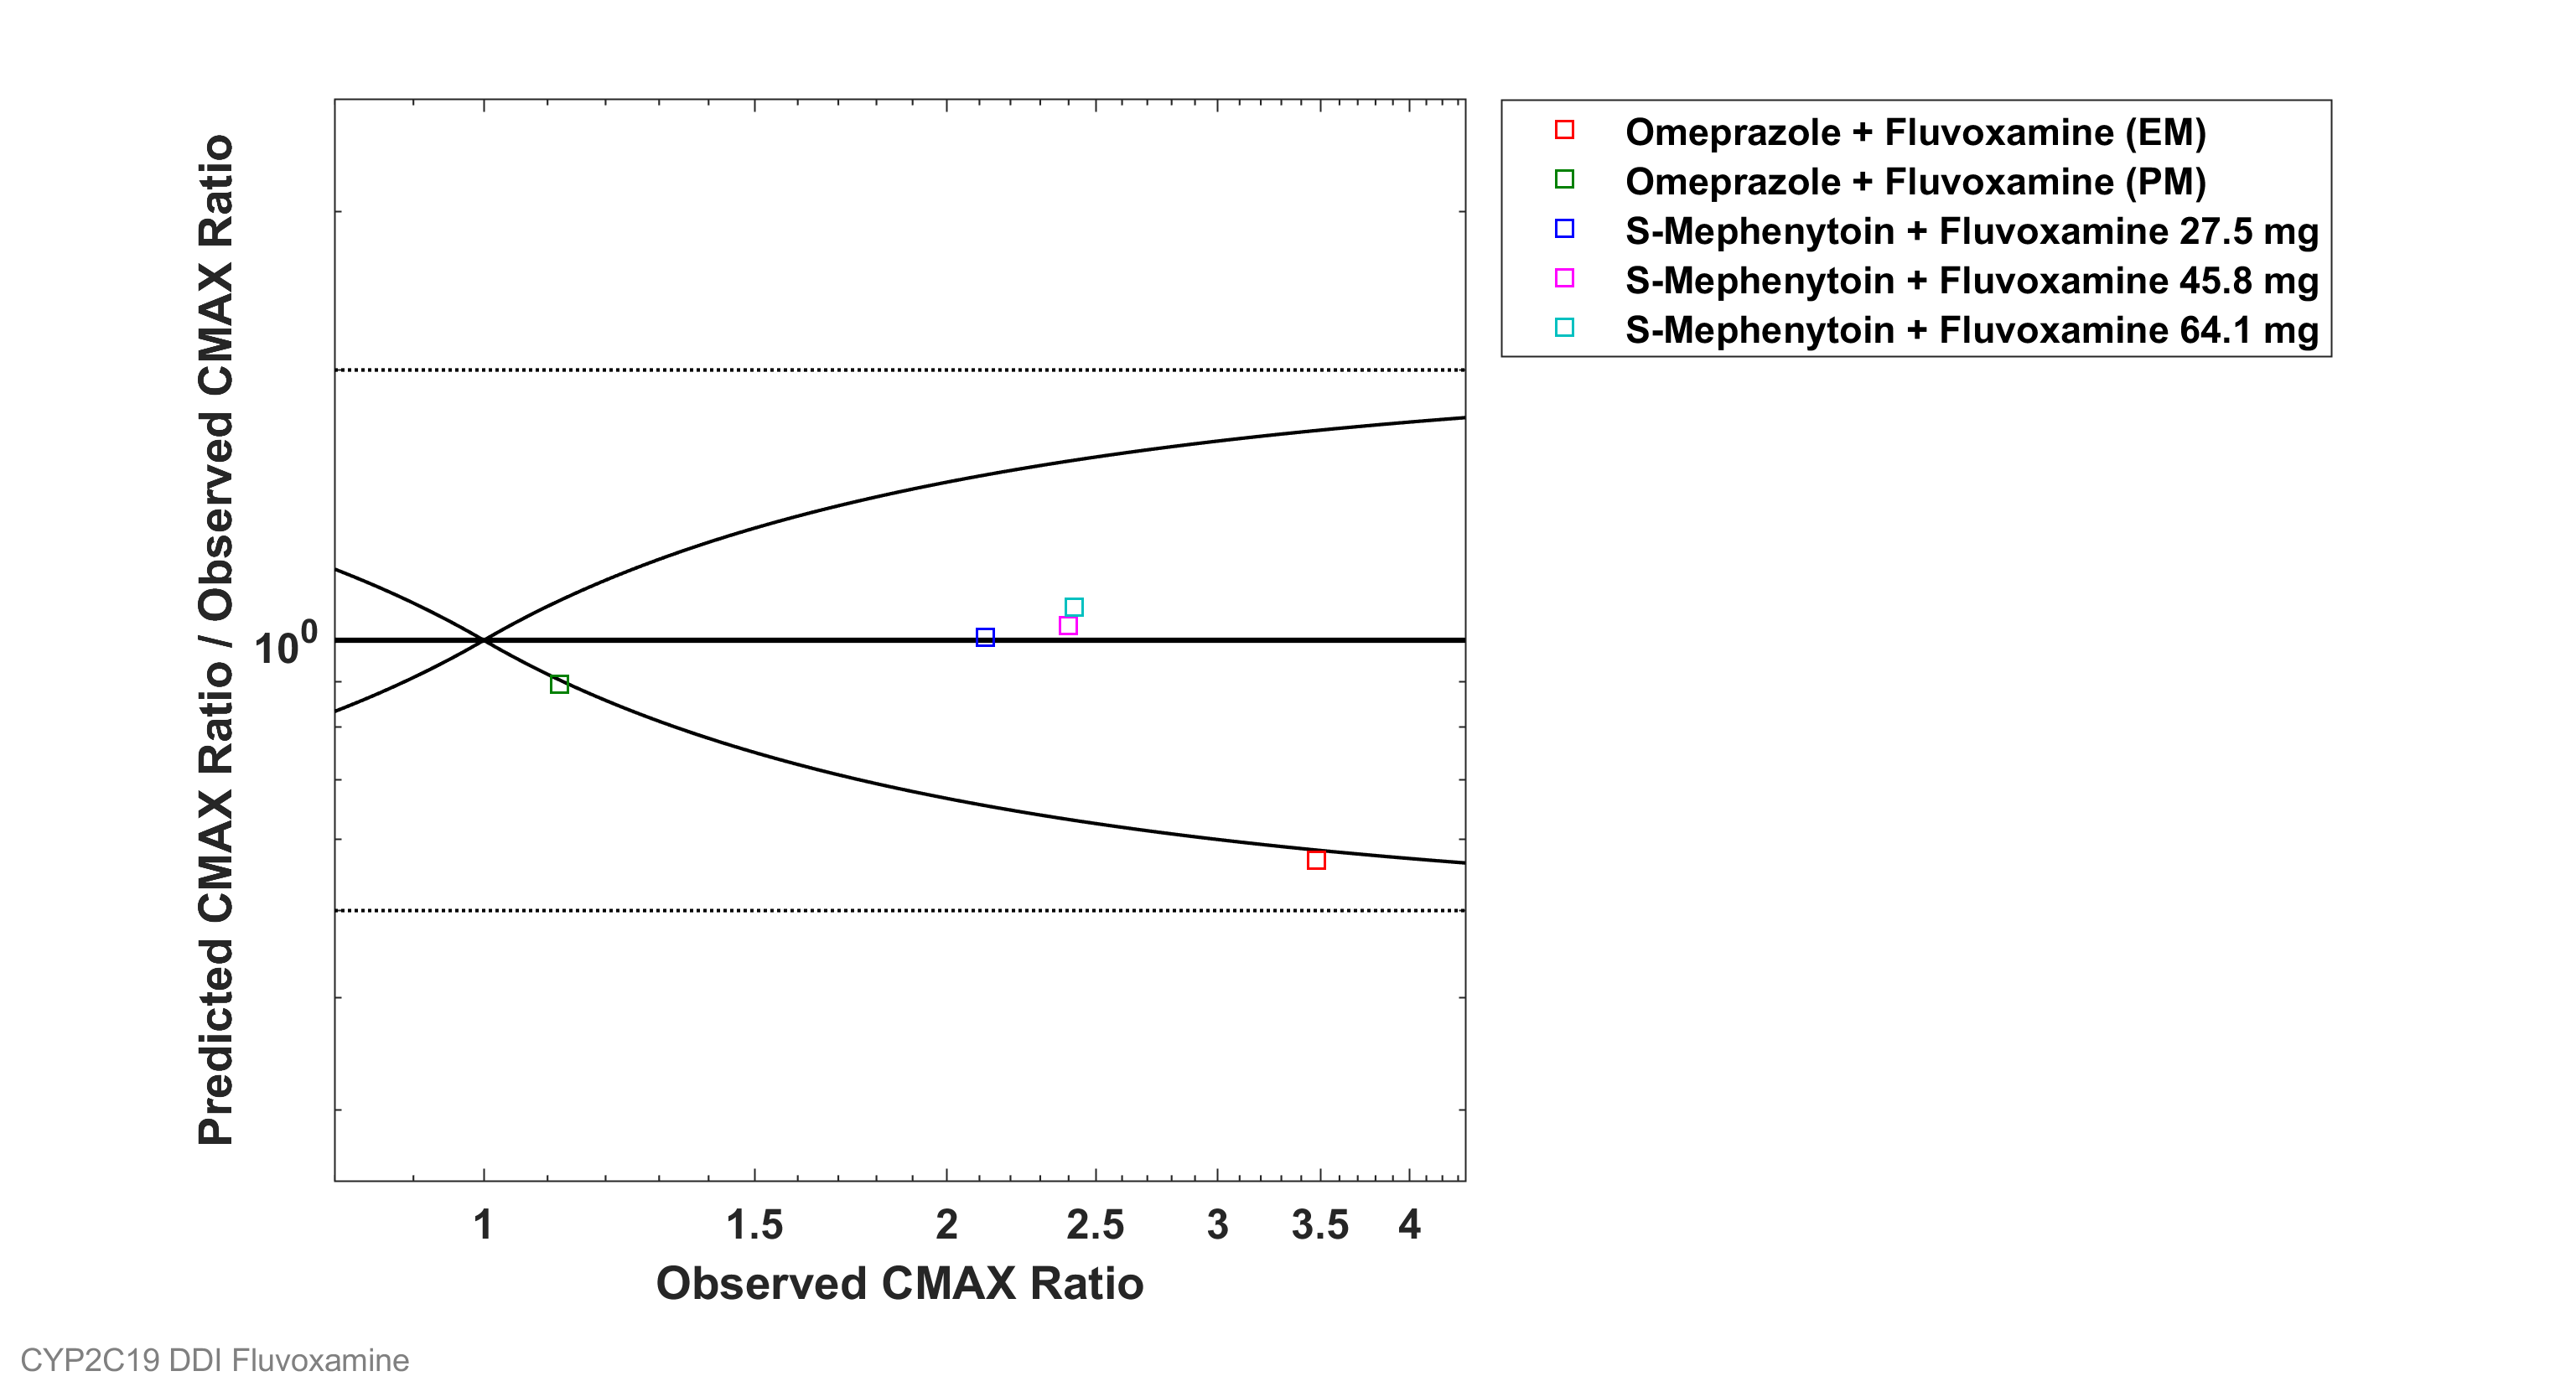 Predicted CMAX Ratio / Observed CMAX Ratio
10⁰
1 1.5 2 2.5 3 3.5 4
Observed CMAX Ratio
Omeprazole + Fluvoxamine (EM)
Omeprazole + Fluvoxamine (PM)
S-Mephenytoin + Fluvoxamine 27.5 mg
S-Mephenytoin + Fluvoxamine 45.8 mg
S-Mephenytoin + Fluvoxamine 64.1 mg
CYP2C19 DDI Fluvoxamine